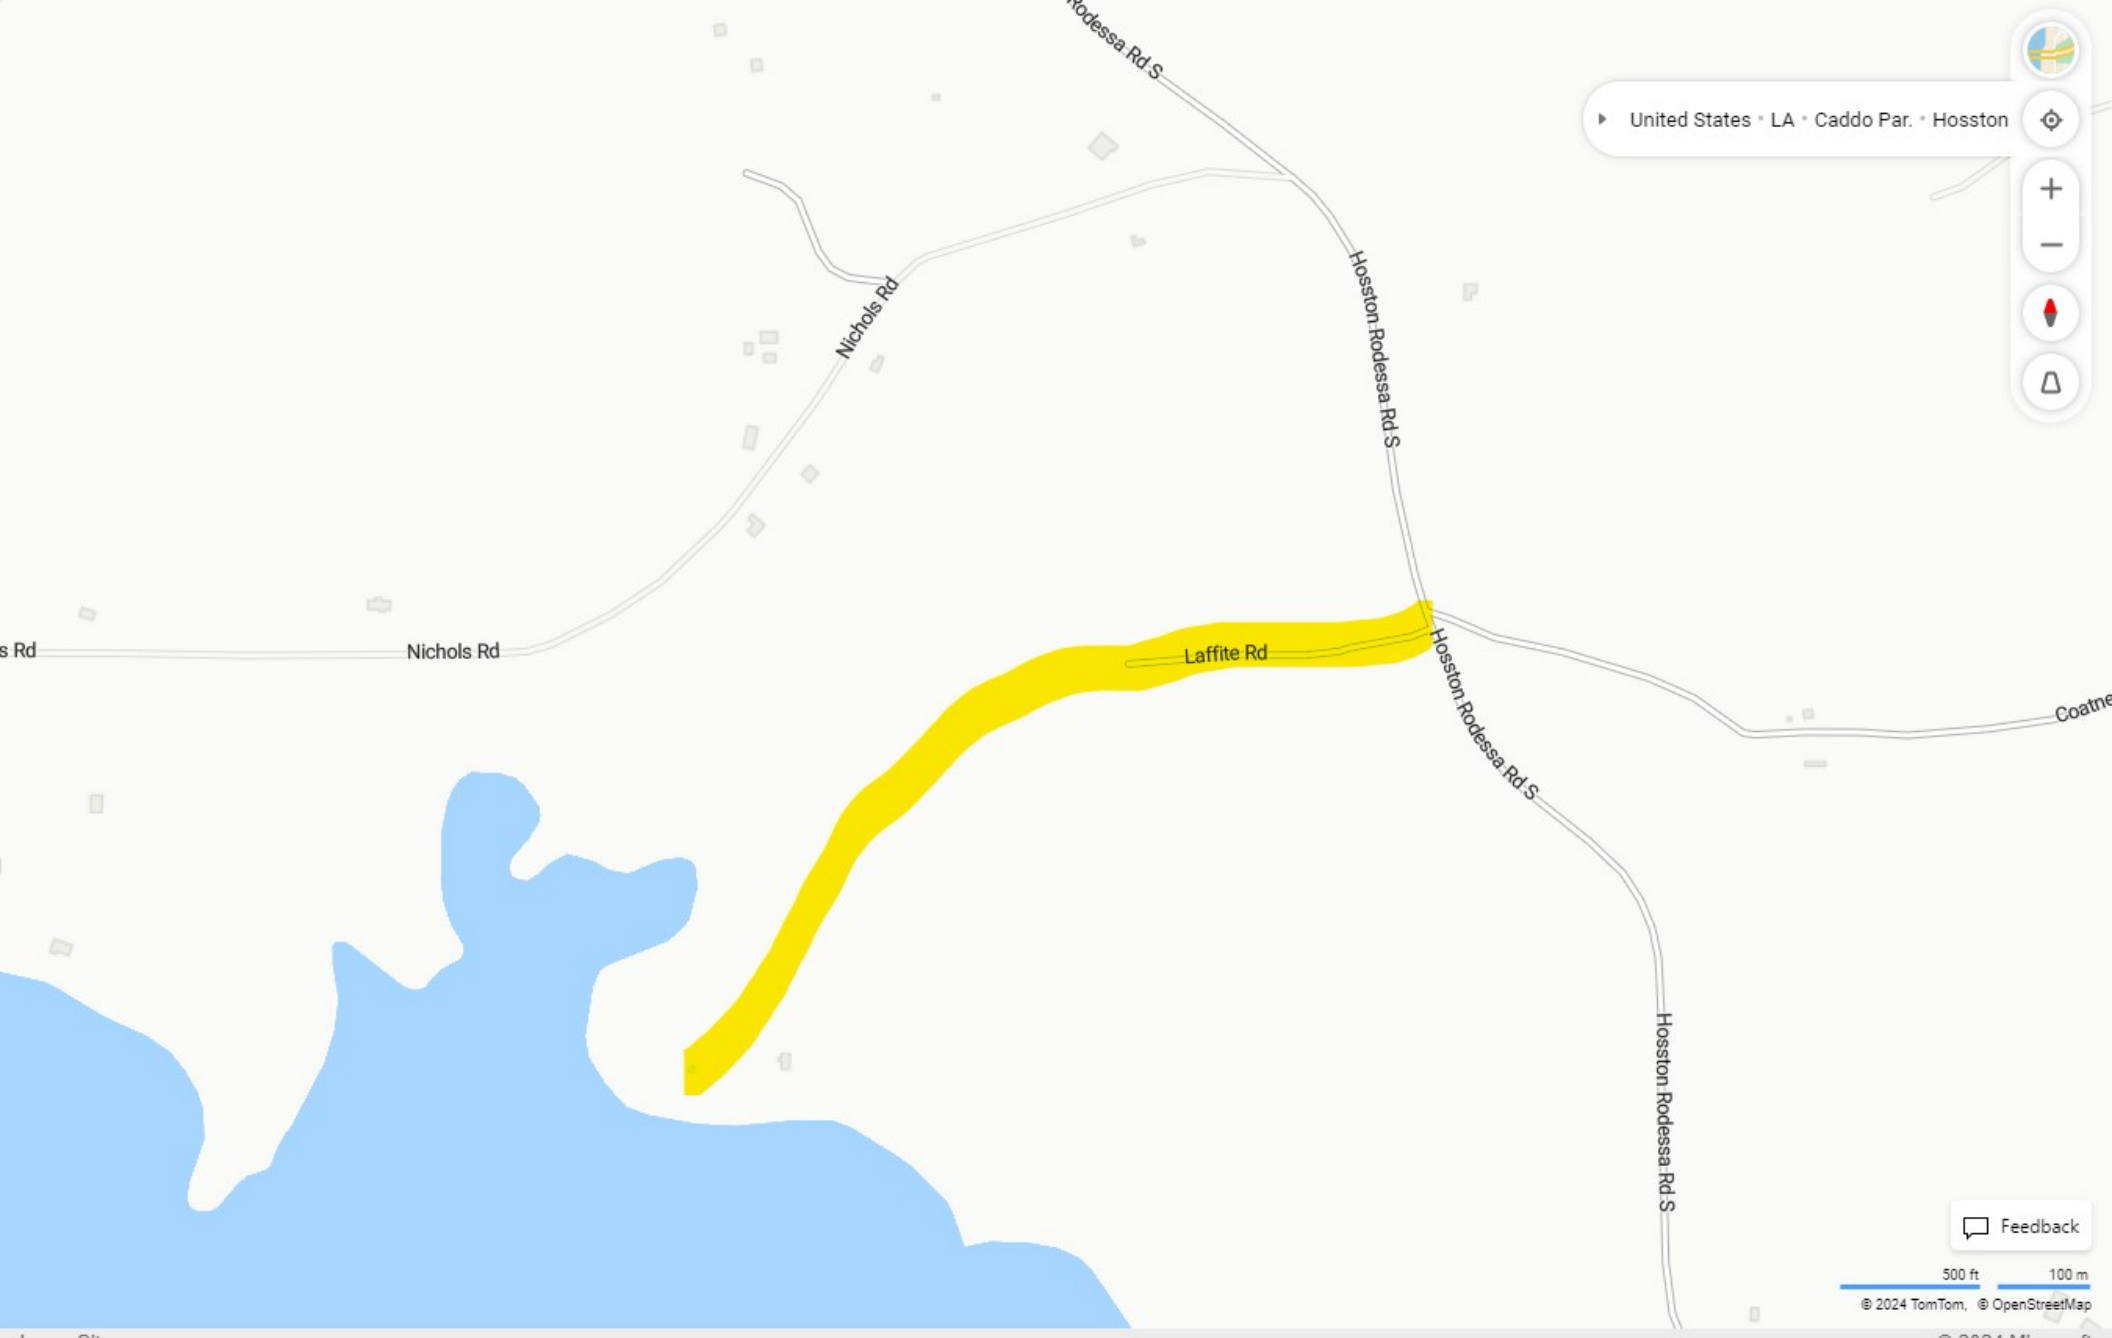 Rodessa Rd S
United States • LA • Caddo Par. • Hosston
Hosston Rodessa Rd S
Nichols Rd
s Rd
Nichols Rd
Laffite Rd
Hosston Rodessa Rd S
Coatne
Hosston Rodessa Rd S
Feedback
500 ft 100 m
© 2024 TomTom, © OpenStreetMap